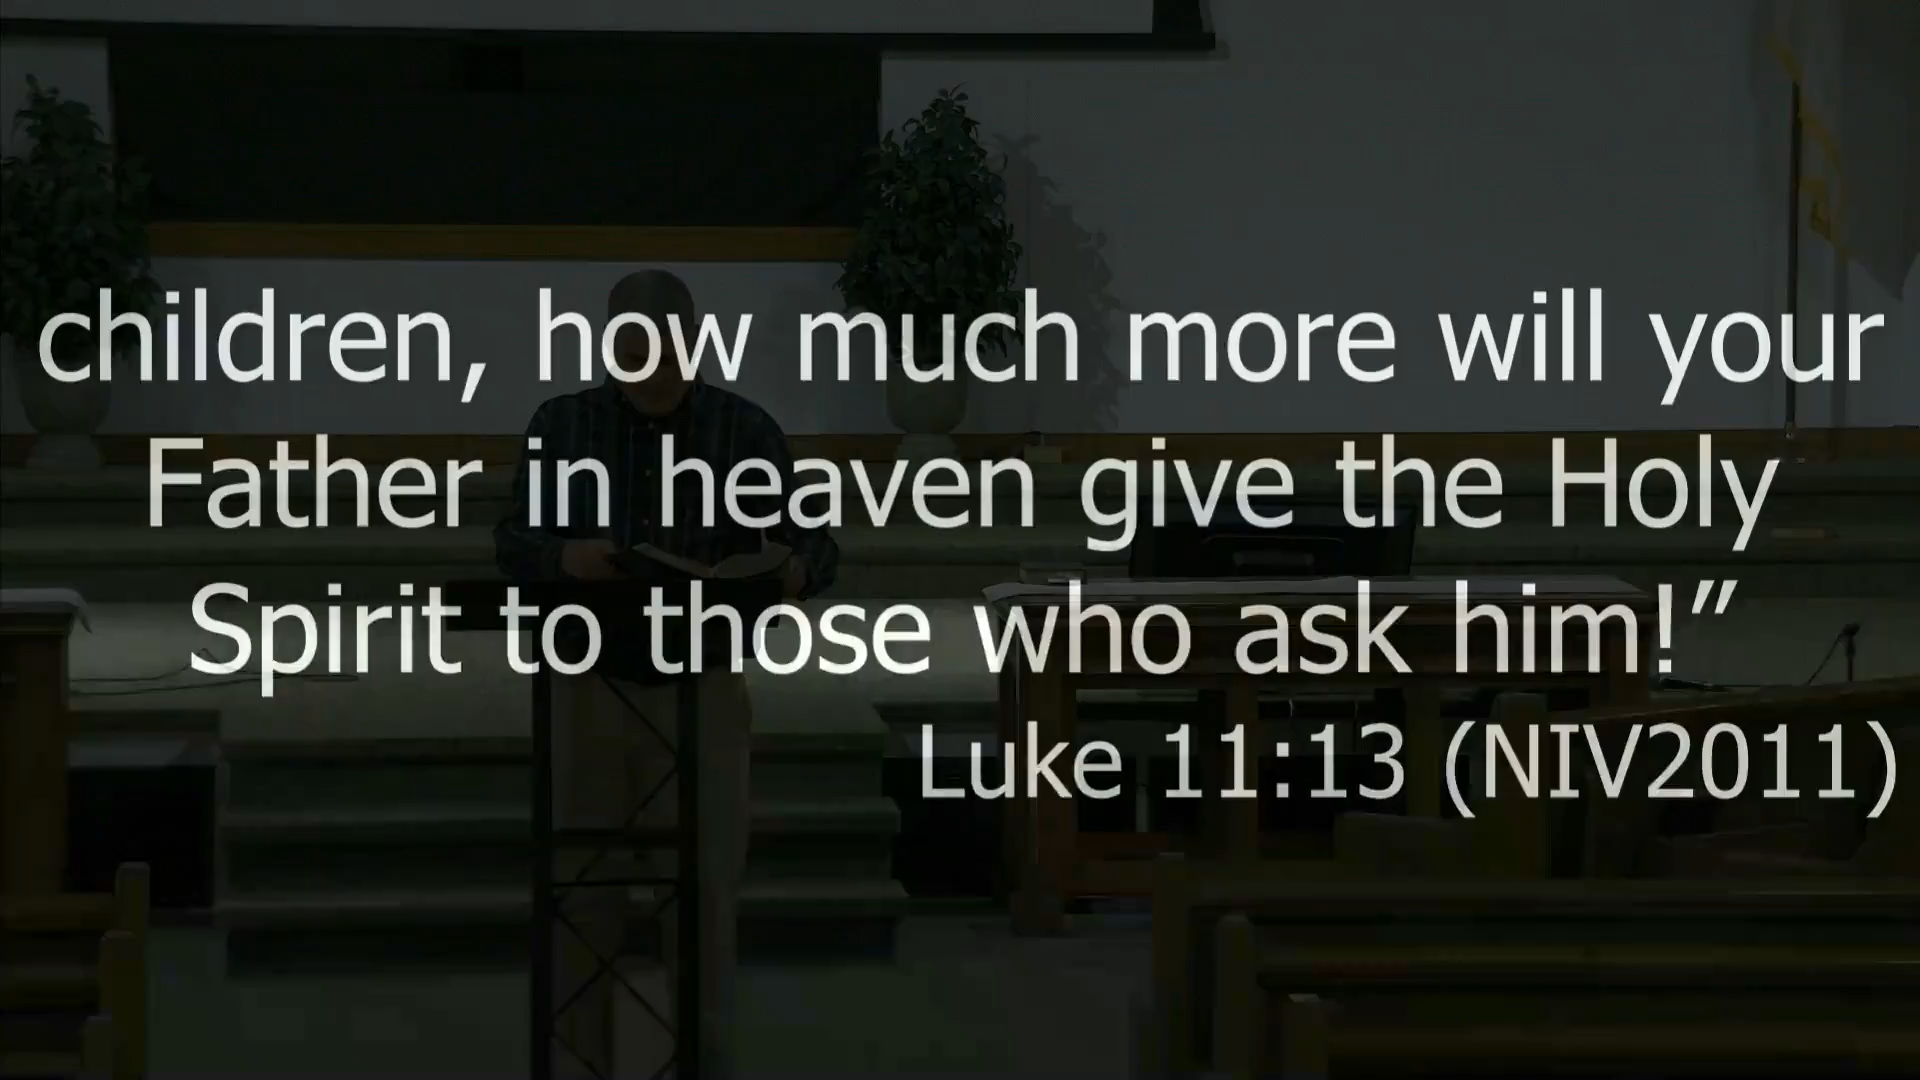 children, how much more will your
Father in heaven give the Holy
Spirit to those who ask him!”
Luke 11:13 (NIV2011)